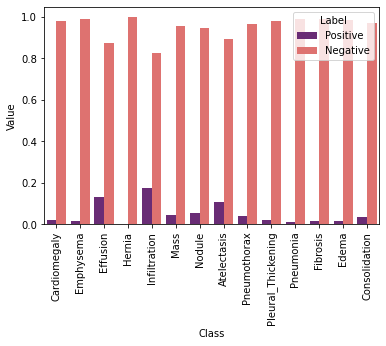 Label
Positive
Negative
1.0
0.8
0.6
0.4
0.2
0.0
Value
Cardiomegaly
Emphysema
Effusion
Hernia
Infiltration
Mass
Nodule
Atelectasis
Pneumothorax
Pleural_Thickening
Pneumonia
Fibrosis
Edema
Consolidation
Class